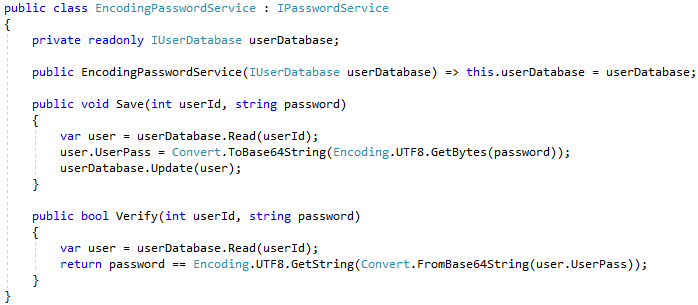 public class EncodingPasswordService : IPasswordService
{
    private readonly IUserDatabase userDatabase;

    public EncodingPasswordService(IUserDatabase userDatabase) => this.userDatabase = userDatabase;

    public void Save(int userId, string password)
    {
        var user = userDatabase.Read(userId);
        user.UserPass = Convert.ToBase64String(Encoding.UTF8.GetBytes(password));
        userDatabase.Update(user);
    }

    public bool Verify(int userId, string password)
    {
        var user = userDatabase.Read(userId);
        return password == Encoding.UTF8.GetString(Convert.FromBase64String(user.UserPass));
    }
}